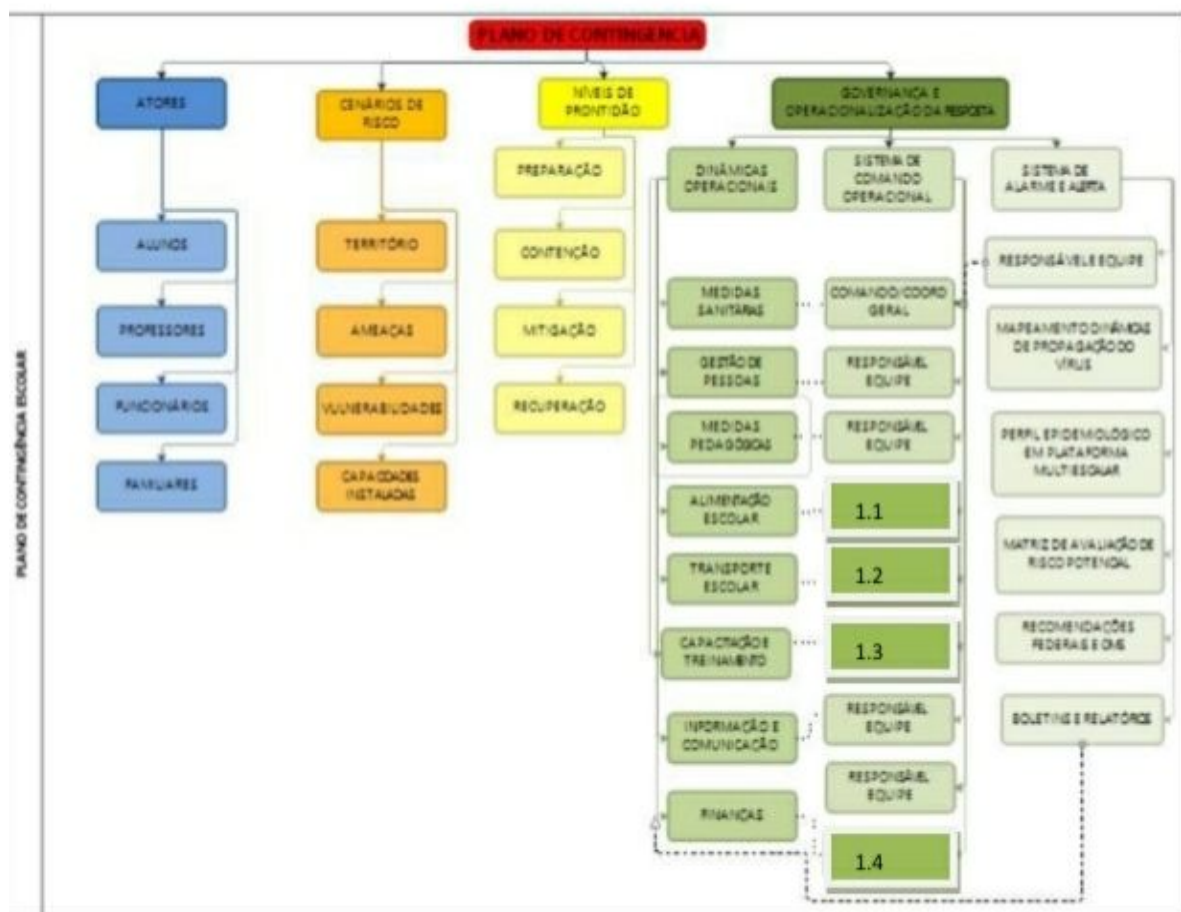 PLANO DE CONTINGÊNCIA ESCOLAR
PLANO DE CONTINGENCIA
ATORES
ALUNOS
PROFESSORES
FUNCIONÁRIOS
FAMILIARES
CENÁRIOS DE
RISCO
TERRITÓRIO
AMEAÇAS
VULNERABILIDADES
CAPACIDADES
INSTALADAS
NÍVEIS DE
PRONTIDÃO
PREPARAÇÃO
CONTENÇÃO
MITIGAÇÃO
RECUPERAÇÃO
GOVERNANÇA E
OPERACIONALIZAÇÃO DA RESPOSTA
DINÂMICAS
OPERACIONAIS
MEDIDAS
SANITÁRIAS
GESTÃO DE
PESSOAS
MEDIDAS
PEDAGÓGICAS
ALIMENTAÇÃO
ESCOLAR
TRANSPORTE
ESCOLAR
CAPACITAÇÃO E
TREINAMENTO
INFORMAÇÃO E
COMUNICAÇÃO
FINANÇAS
SISTEMA DE
COMANDO
OPERACIONAL
COMANDO/COORD
GERAL
RESPONSÁVEL
EQUIPE
RESPONSÁVEL
EQUIPE
1.1
1.2
1.3
RESPONSÁVEL
EQUIPE
RESPONSÁVEL
EQUIPE
1.4
SISTEMA DE
ALARME E ALERTA
RESPONSÁVEL E EQUIPE
MAPEAMENTO DINÂMICAS
DE PROPAGAÇÃO DO
VÍRUS
PERFIL EPIDEMIOLÓGICO
EM PLATAFORMA
MULTIESCALAR
MATRIZ DE AVALIAÇÃO DE
RISCO POTENCIAL
RECOMENDAÇÕES
FEDERAIS E OMS
BOLETINS E RELATÓRIOS